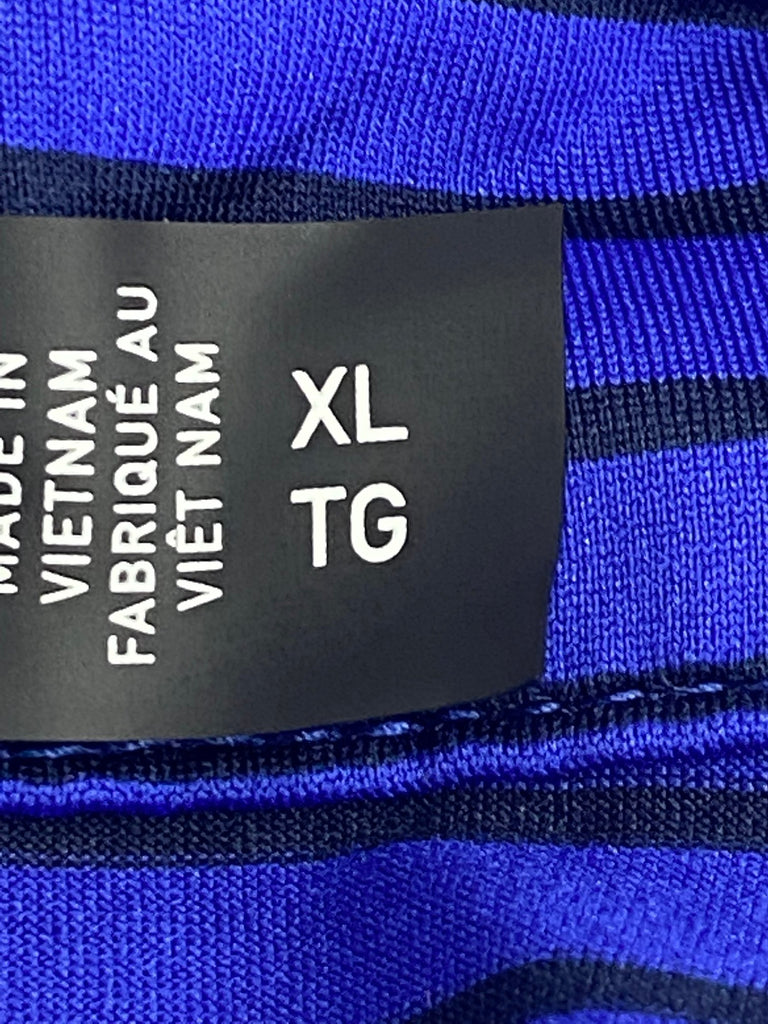 MADE IN
VIETNAM
FABRIQUÉ AU
VIÊT NAM
XL
TG